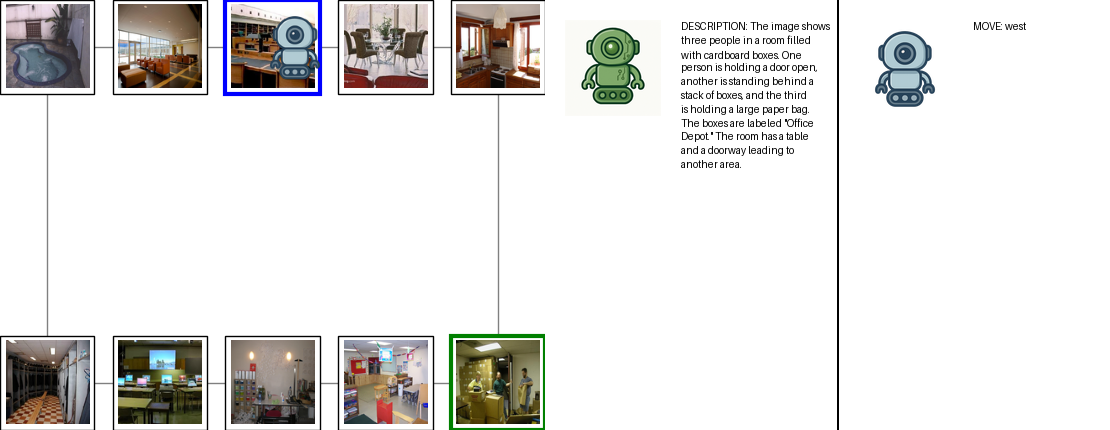 DESCRIPTION: The image shows
three people in a room filled
with cardboard boxes. One
person is holding a door open,
another is standing behind a
stack of boxes, and the third
is holding a large paper bag.
The boxes are labeled "Office
Depot." The room has a table
and a doorway leading to
another area.
MOVE: west